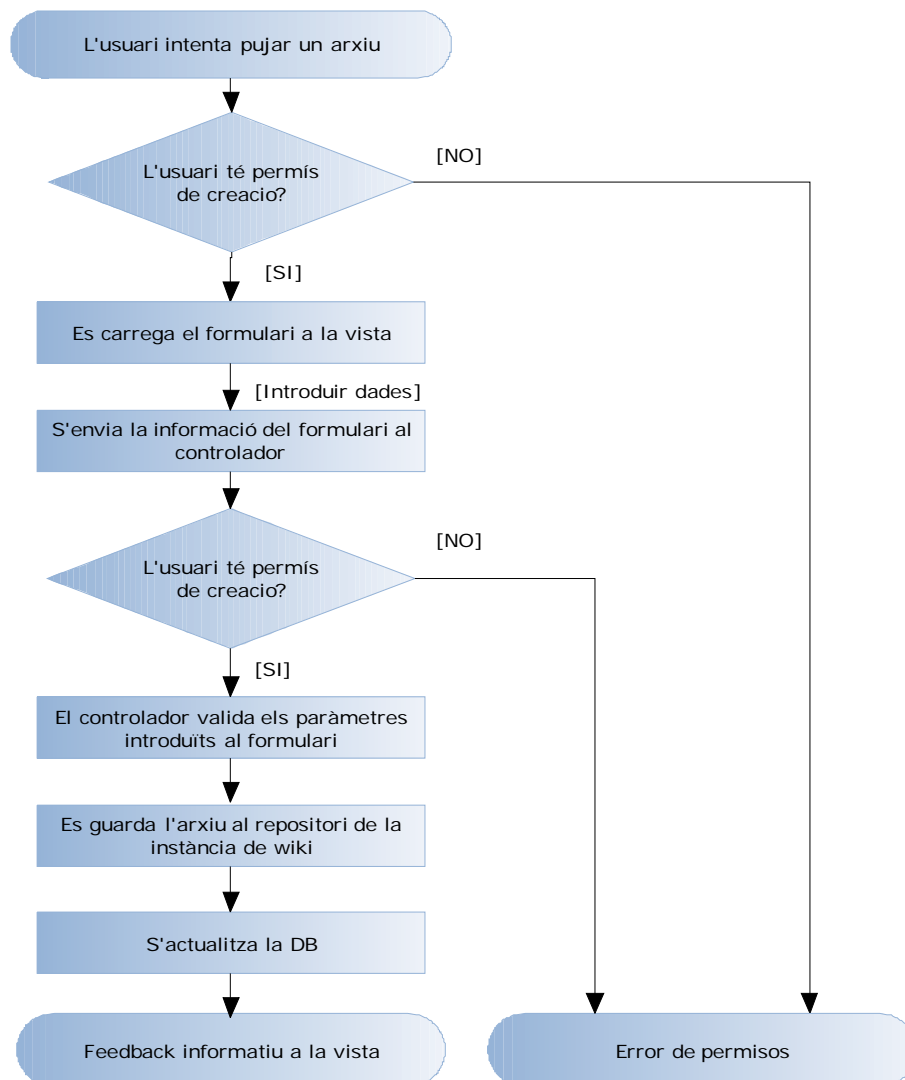 L'usuari intenta pujar un arxiu
[NO]
L'usuari té permís
de creacio?
[SI]
Es carrega el formulari a la vista
[Introduir dades]
S'envia la informació del formulari al
controlador
[NO]
L'usuari té permís
de creacio?
[SI]
El controlador valida els paràmetres
introduïts al formulari
Es guarda l'arxiu al repositori de la
instància de wiki
S'actualitza la DB
Feedback informatiu a la vista
Error de permisos